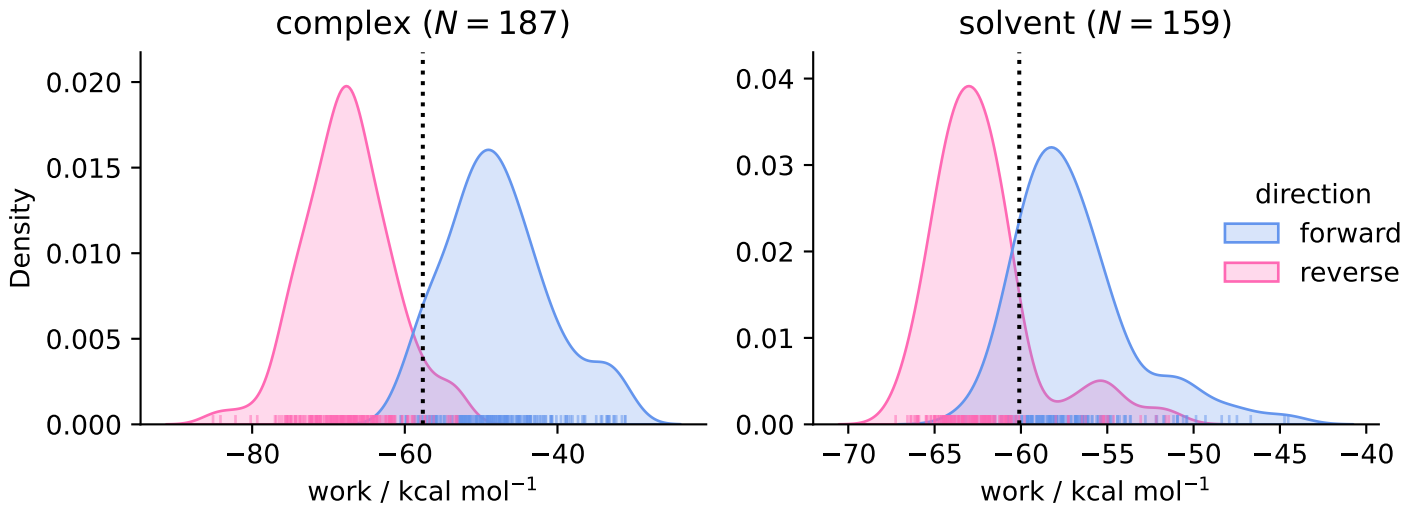 complex (N = 187)
Density
0.020
0.015
0.010
0.005
0.000
−80
−60
−40
work / kcal mol⁻¹
solvent (N = 159)
0.04
0.03
0.02
0.01
0.00
−70
−65
−60
−55
−50
−45
−40
work / kcal mol⁻¹
direction
forward
reverse